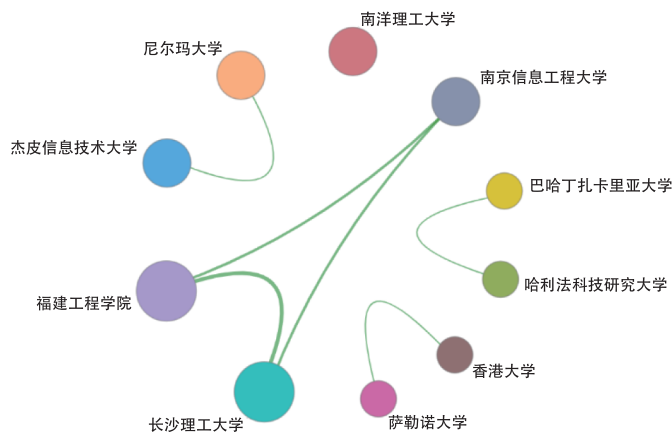 南洋理工大学
尼尔玛大学
南京信息工程大学
杰皮信息技术大学
巴哈丁扎卡里亚大学
哈利法科技研究大学
福建工程学院
香港大学
长沙理工大学
萨勒诺大学